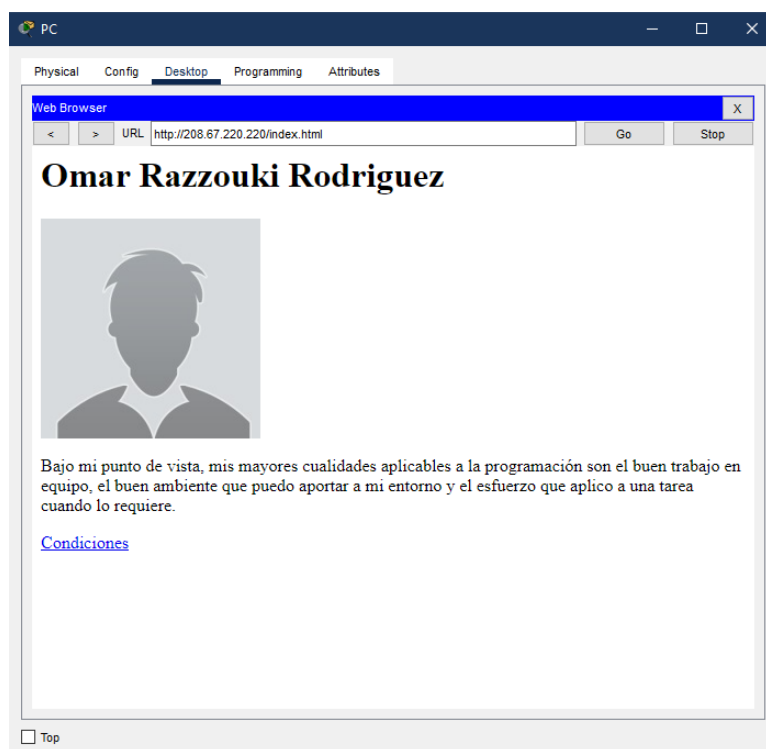 PC
Physical Config Desktop Programming Attributes
Web Browser
X
< > URL http://208.67.220.220/index.html Go Stop
Omar Razzouki Rodriguez
Bajo mi punto de vista, mis mayores cualidades aplicables a la programación son el buen trabajo en
equipo, el buen ambiente que puedo aportar a mi entorno y el esfuerzo que aplico a una tarea
cuando lo requiere.
Condiciones
Top